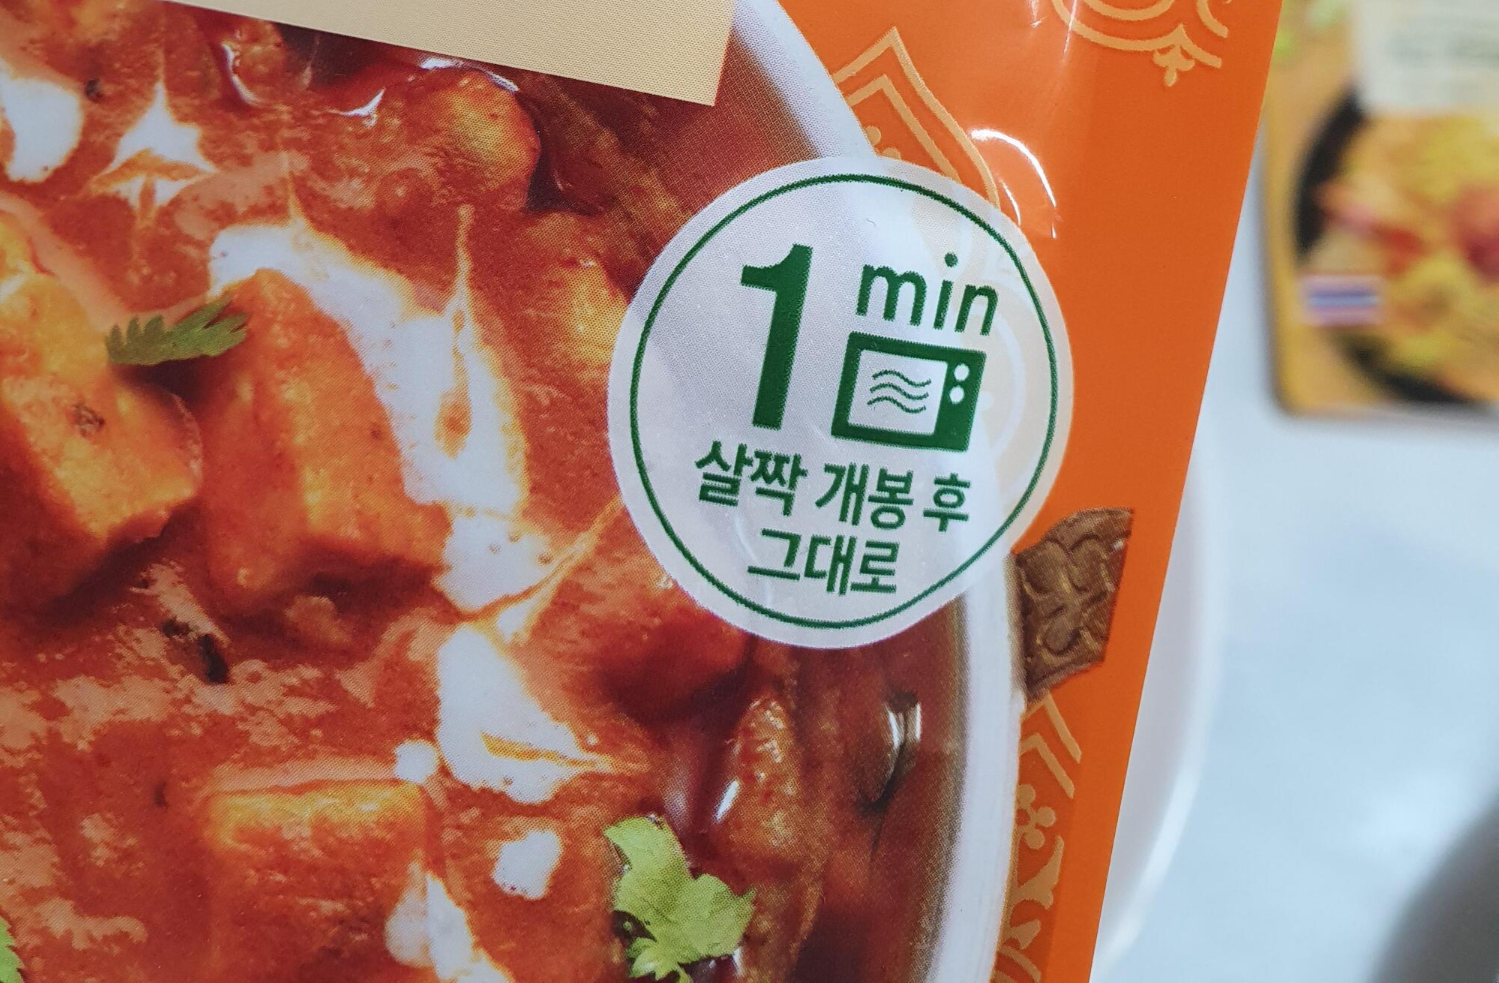 1 min
살짝 개봉 후
그대로